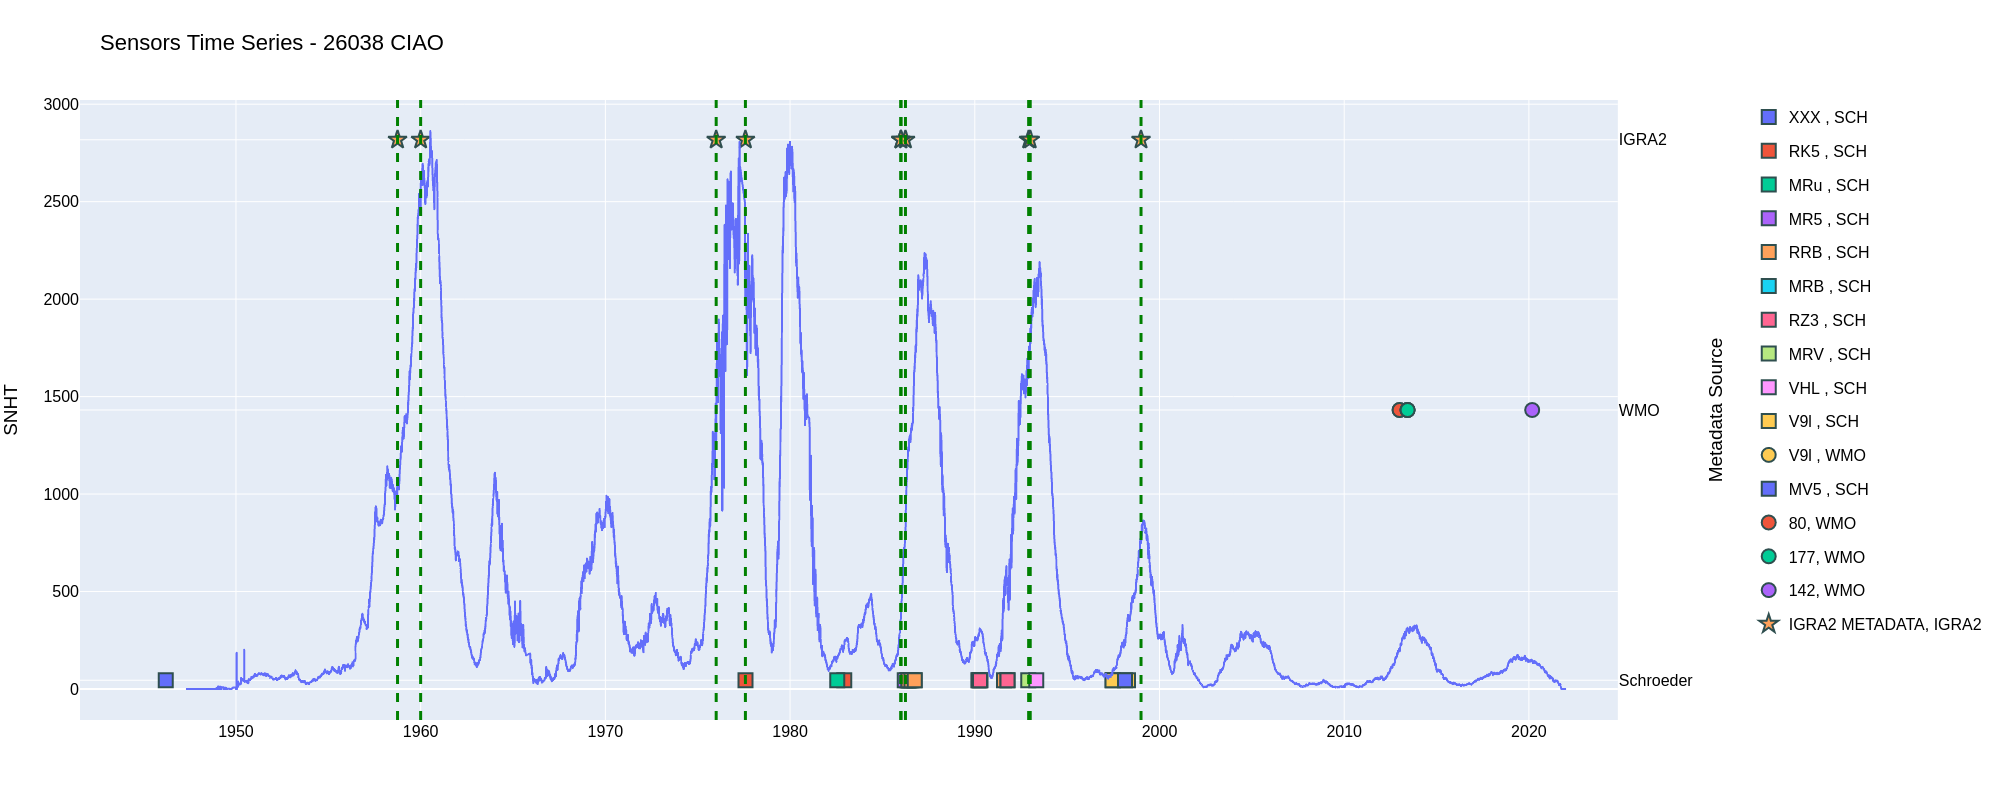 Sensors Time Series - 26038 CIAO
SNHT
3000
2500
2000
1500
1000
500
0
1950
1960
1970
1980
1990
2000
2010
2020
IGRA2
WMO
Schroeder
Metadata Source
XXX , SCH
RK5 , SCH
MRu , SCH
MR5 , SCH
RRB , SCH
MRB , SCH
RZ3 , SCH
MRV , SCH
VHL , SCH
V9I , SCH
V9I , WMO
MV5 , SCH
80, WMO
177, WMO
142, WMO
IGRA2 METADATA, IGRA2